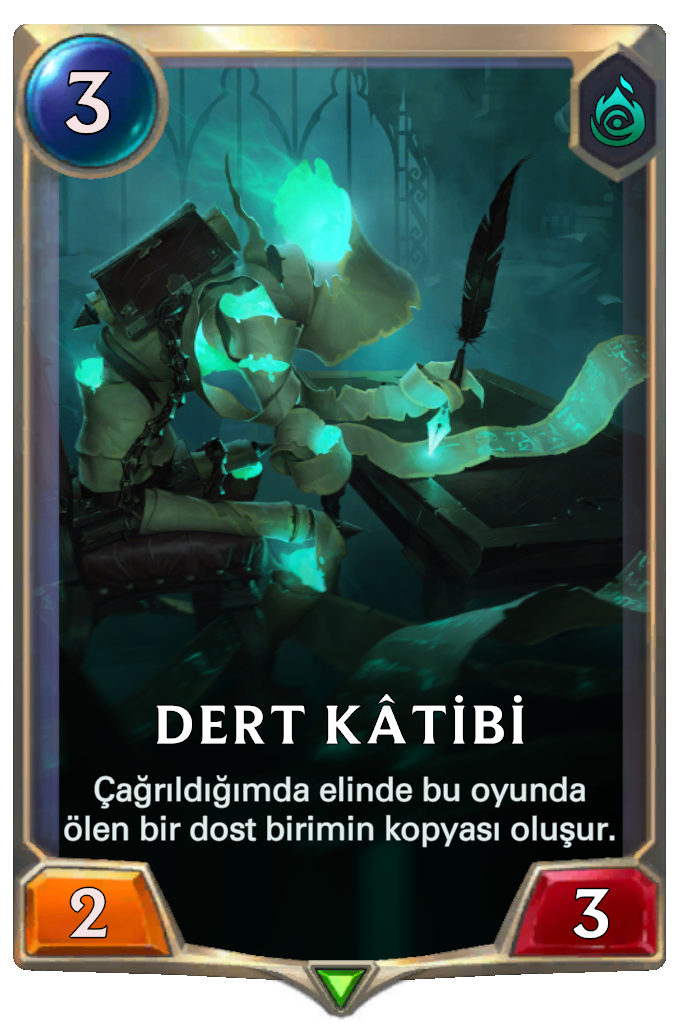 3
DERT KÂTİBİ
Çağrıldığımda elinde bu oyunda
ölen bir dost birimin kopyası oluşur.
2
3